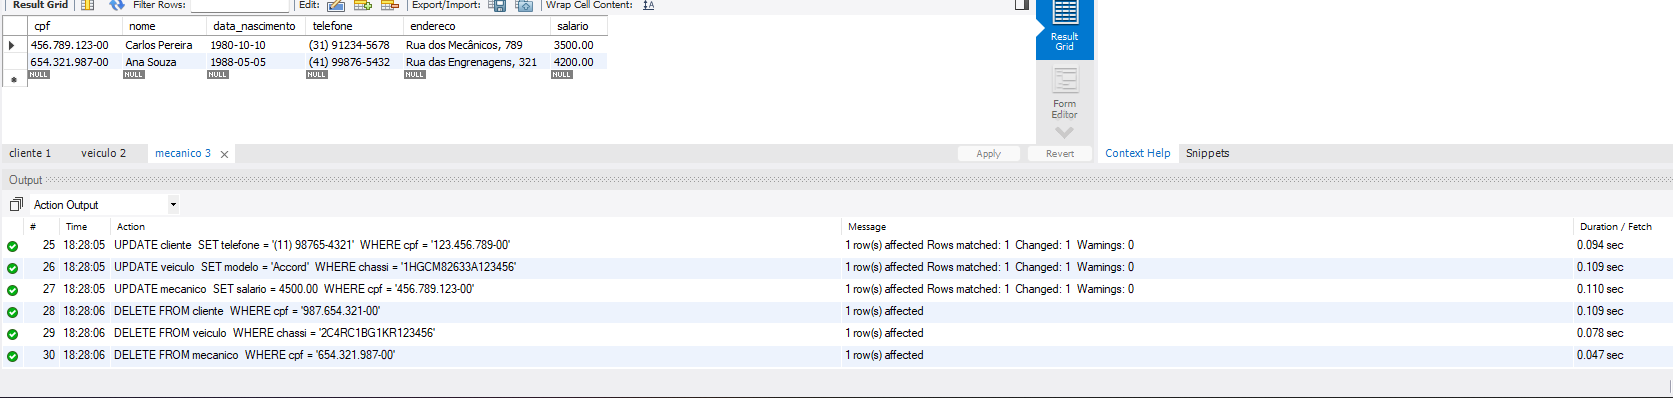 Result Grid Filter Rows: Edit: Export/Import: Wrap Cell Content: IA
cpf nome data_nascimento telefone endereco salario
456.789.123-00 Carlos Pereira 1980-10-10 (31) 91234-5678 Rua dos Mecânicos, 789 3500.00
654.321.987-00 Ana Souza 1988-05-05 (41) 99876-5432 Rua das Engrenagens, 321 4200.00
NULL NULL NULL NULL NULL NULL
Result
Grid
Form
Editor
cliente 1 veiculo 2 mecanico 3 Apply Revert Context Help Snippets
Output
Action Output
# Time Action Message Duration / Fetch
25 18:28:05 UPDATE cliente SET telefone = '(11) 98765-4321' WHERE cpf = '123.456.789-00' 1 row(s) affected Rows matched: 1 Changed: 1 Warnings: 0 0.094 sec
26 18:28:05 UPDATE veiculo SET modelo = 'Accord' WHERE chassi = '1HGCM82633A123456' 1 row(s) affected Rows matched: 1 Changed: 1 Warnings: 0 0.109 sec
27 18:28:05 UPDATE mecanico SET salario = 4500.00 WHERE cpf = '456.789.123-00' 1 row(s) affected Rows matched: 1 Changed: 1 Warnings: 0 0.110 sec
28 18:28:06 DELETE FROM cliente WHERE cpf = '987.654.321-00' 1 row(s) affected 0.109 sec
29 18:28:06 DELETE FROM veiculo WHERE chassi = '2C4RC1BG1KR123456' 1 row(s) affected 0.078 sec
30 18:28:06 DELETE FROM mecanico WHERE cpf = '654.321.987-00' 1 row(s) affected 0.047 sec